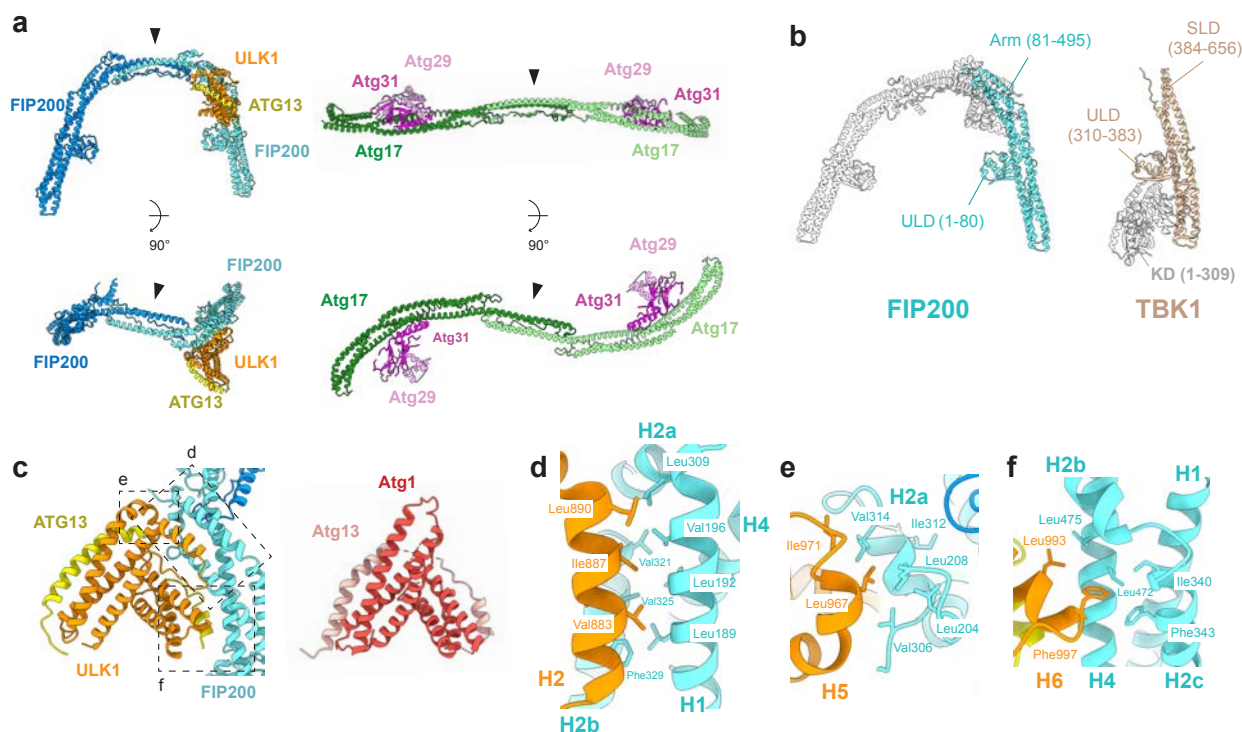 a
ULK1
ATG13
FIP200
FIP200
Atg29
Atg31
Atg29
Atg31
Atg17
Atg17
90°
90°
FIP200
FIP200
ULK1
ATG13
Atg17
Atg31
Atg29
Atg29
Atg31
Atg17
b
Arm (81-495)
ULD (1-80)
FIP200
SLD
(384-656)
ULD
(310-383)
KD (1-309)
TBK1
c
d
e
ATG13
ULK1
f
FIP200
Atg1
Atg13
d
H2a
Leu309
Leu890
Val196
H4
Ile887
Val321
Leu192
Val325
Val883
Leu189
Phe329
H2
H2b
H1
e
H2a
Val314
Ile312
Ile971
Leu208
Leu967
Leu204
Val306
H5
f
H2b
H1
Leu475
Leu993
Ile340
Leu472
Phe343
Phe997
H6
H4
H2c